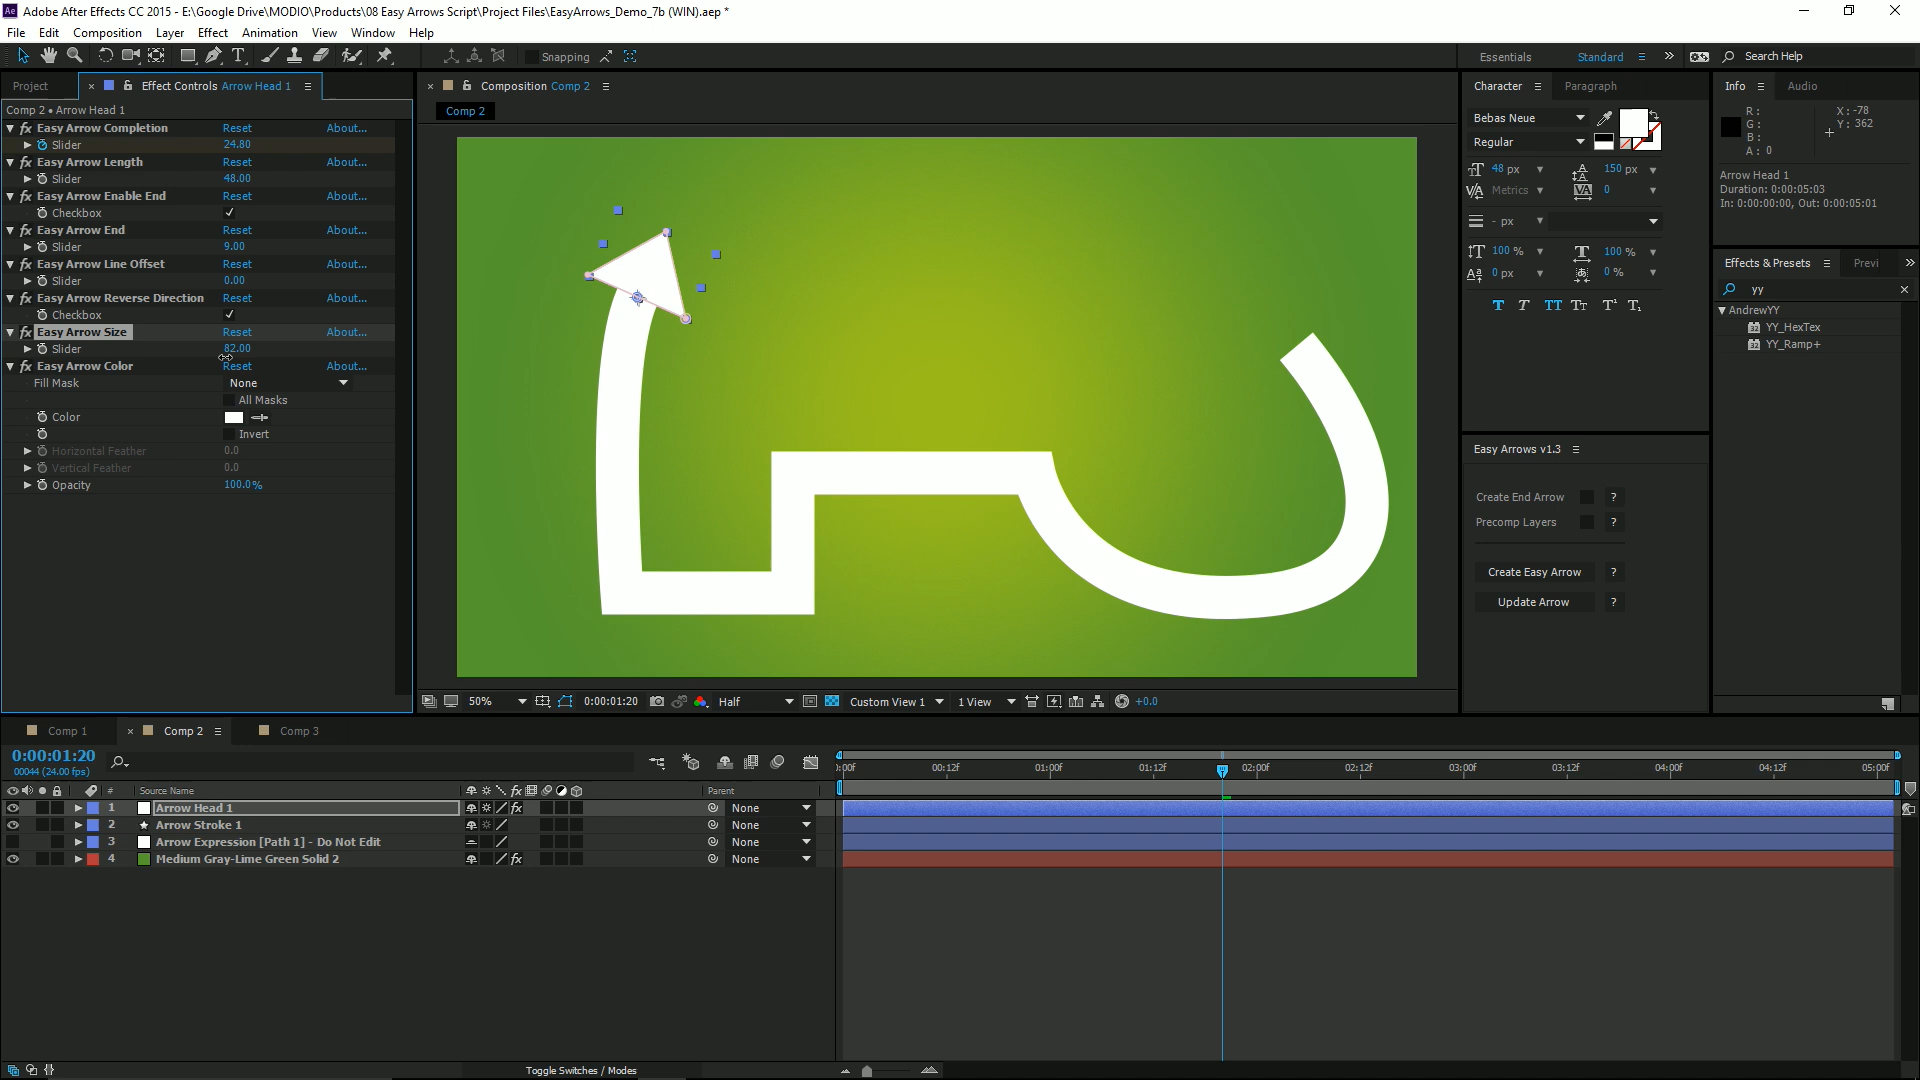 Adobe After Effects CC 2015 - E:\Google Drive\MODIO\Products\08 Easy Arrows Script\Project Files\EasyArrows_Demo_7b (WIN).aep *
File Edit Composition Layer Effect Animation View Window Help
Snapping
Essentials Standard Search Help
Project
Effect Controls Arrow Head 1
Comp 2 • Arrow Head 1
Easy Arrow Completion Reset About...
Slider 24.80
Easy Arrow Length Reset About...
Slider 48.00
Easy Arrow Enable End Reset About...
Checkbox
Easy Arrow End Reset About...
Slider 9.00
Easy Arrow Line Offset Reset About...
Slider 0.00
Easy Arrow Reverse Direction Reset About...
Checkbox
Easy Arrow Size Reset About...
Slider 82.00
Easy Arrow Color Reset About...
Fill Mask None
All Masks
Color
Invert
Horizontal Feather 0.0
Vertical Feather 0.0
Opacity 100.0%
Composition Comp 2
Comp 2
50% 0:00:01:20 Half Custom View 1 1 View +0.0
Character Paragraph
Bebas Neue
Regular
48 px 150 px
Metrics 0
- px
100 % 100 %
0 px 0 %
T T TT Tт T¹ T₁
Easy Arrows v1.3
Create End Arrow ?
Precomp Layers ?
Create Easy Arrow ?
Update Arrow ?
Info Audio
R: X: -78
G: Y: 362
B:
A: 0
Arrow Head 1
Duration: 0:00:05:03
In: 0:00:00:00, Out: 0:00:05:01
Effects & Presets Previ
yy
AndrewYY
YY_HexTex
YY_Ramp+
Comp 1 Comp 2 Comp 3
0:00:01:20
00044 (24.00 fps)
# Source Name Parent
1 Arrow Head 1 None
2 Arrow Stroke 1 None
3 Arrow Expression [Path 1] - Do Not Edit None
4 Medium Gray-Lime Green Solid 2 None
):00f 00:12f 01:00f 01:12f 02:00f 02:12f 03:00f 03:12f 04:00f 04:12f 05:00f
Toggle Switches / Modes